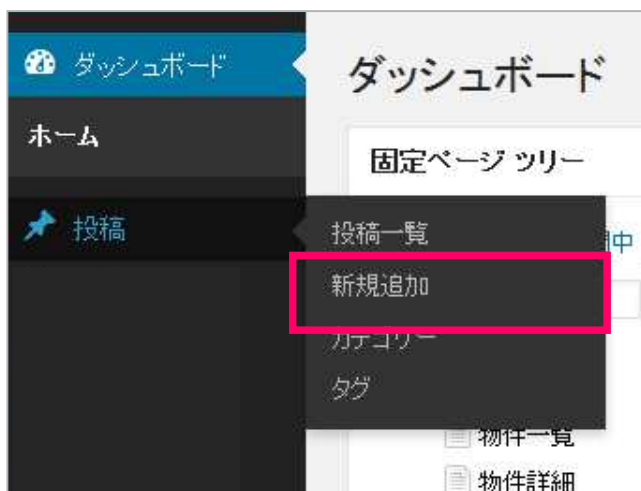 ダッシュボード
ホーム
投稿
ダッシュボード
固定ページ ツリー
投稿一覧
新規追加
カテゴリー
タグ
中
物件一覧
物件詳細